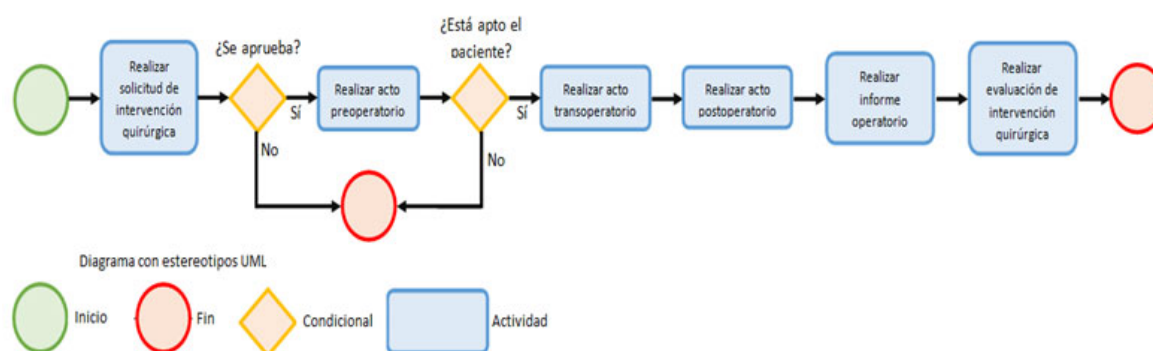 ¿Se aprueba?
¿Está apto el
paciente?
Realizar
solicitud de
intervención
quirúrgica
Sí
Realizar acto
preoperatorio
Sí
Realizar acto
transoperatorio
Realizar acto
postoperatorio
Realizar
informe
operatorio
Realizar
evaluación de
intervención
quirúrgica
No
No
Diagrama con estereotipos UML
Inicio
Fin
Condicional
Actividad